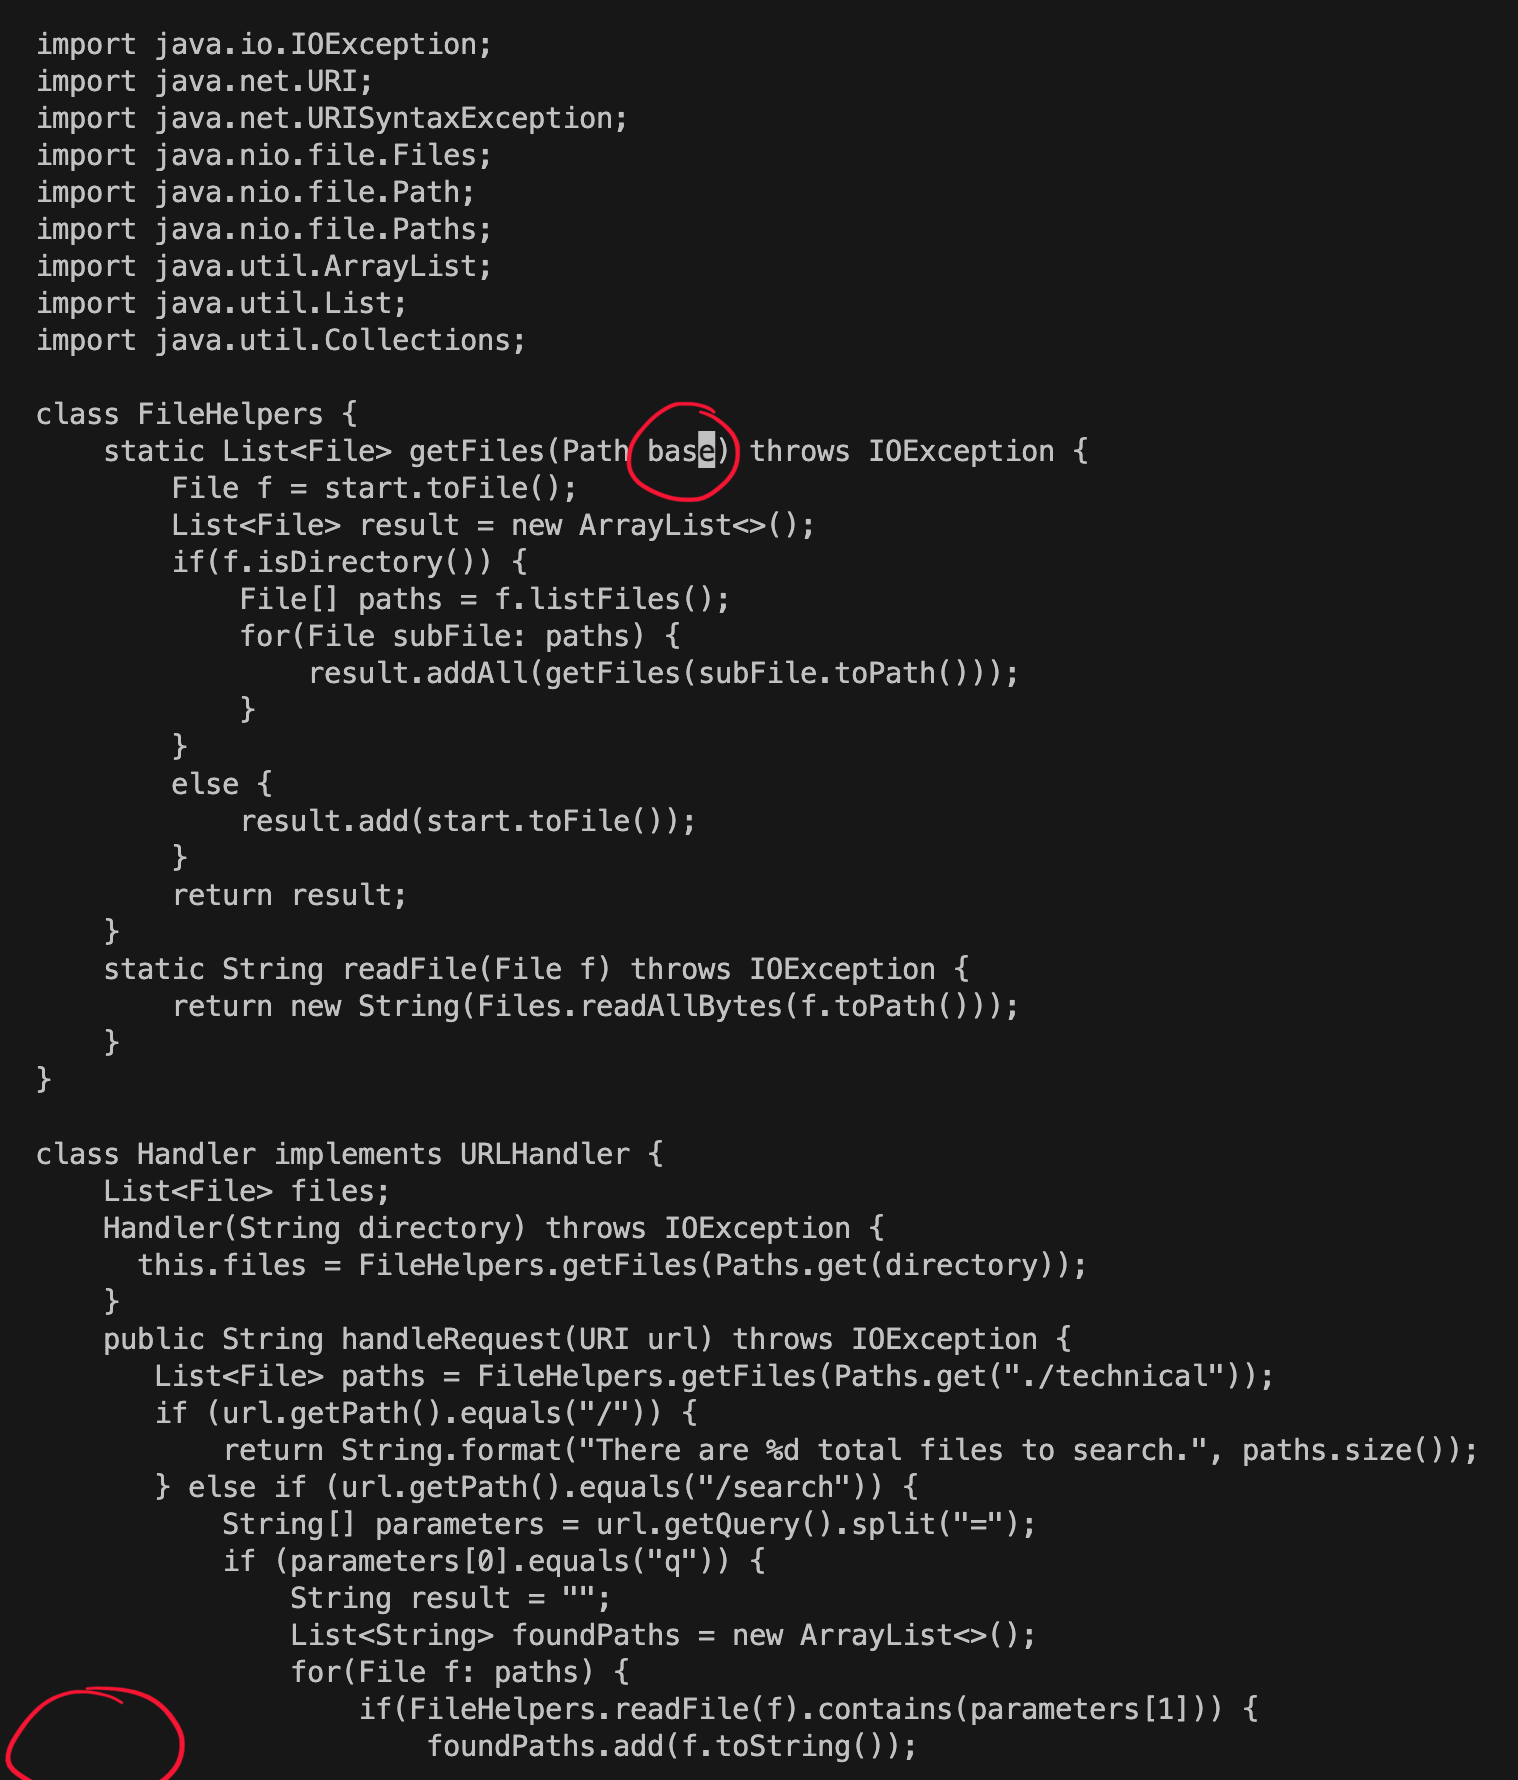 import java.io.IOException;
import java.net.URI;
import java.net.URISyntaxException;
import java.nio.file.Files;
import java.nio.file.Path;
import java.nio.file.Paths;
import java.util.ArrayList;
import java.util.List;
import java.util.Collections;

class FileHelpers {
    static List<File> getFiles(Path base) throws IOException {
        File f = start.toFile();
        List<File> result = new ArrayList<>();
        if(f.isDirectory()) {
            File[] paths = f.listFiles();
            for(File subFile: paths) {
                result.addAll(getFiles(subFile.toPath()));
            }
        }
        else {
            result.add(start.toFile());
        }
        return result;
    }
    static String readFile(File f) throws IOException {
        return new String(Files.readAllBytes(f.toPath()));
    }
}

class Handler implements URLHandler {
    List<File> files;
    Handler(String directory) throws IOException {
      this.files = FileHelpers.getFiles(Paths.get(directory));
    }
    public String handleRequest(URI url) throws IOException {
       List<File> paths = FileHelpers.getFiles(Paths.get("./technical"));
       if (url.getPath().equals("/")) {
           return String.format("There are %d total files to search.", paths.size());
       } else if (url.getPath().equals("/search")) {
           String[] parameters = url.getQuery().split("=");
           if (parameters[0].equals("q")) {
               String result = "";
               List<String> foundPaths = new ArrayList<>();
               for(File f: paths) {
                   if(FileHelpers.readFile(f).contains(parameters[1])) {
                       foundPaths.add(f.toString());